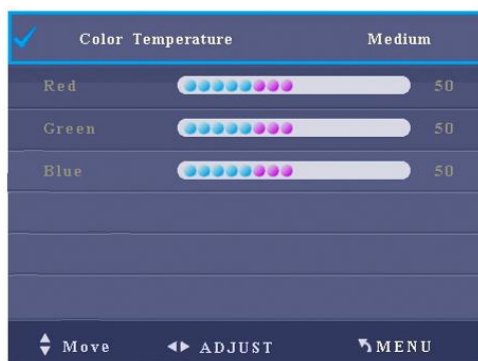 Color Temperature Medium
Red 50
Green 50
Blue 50
Move ADJUST MENU